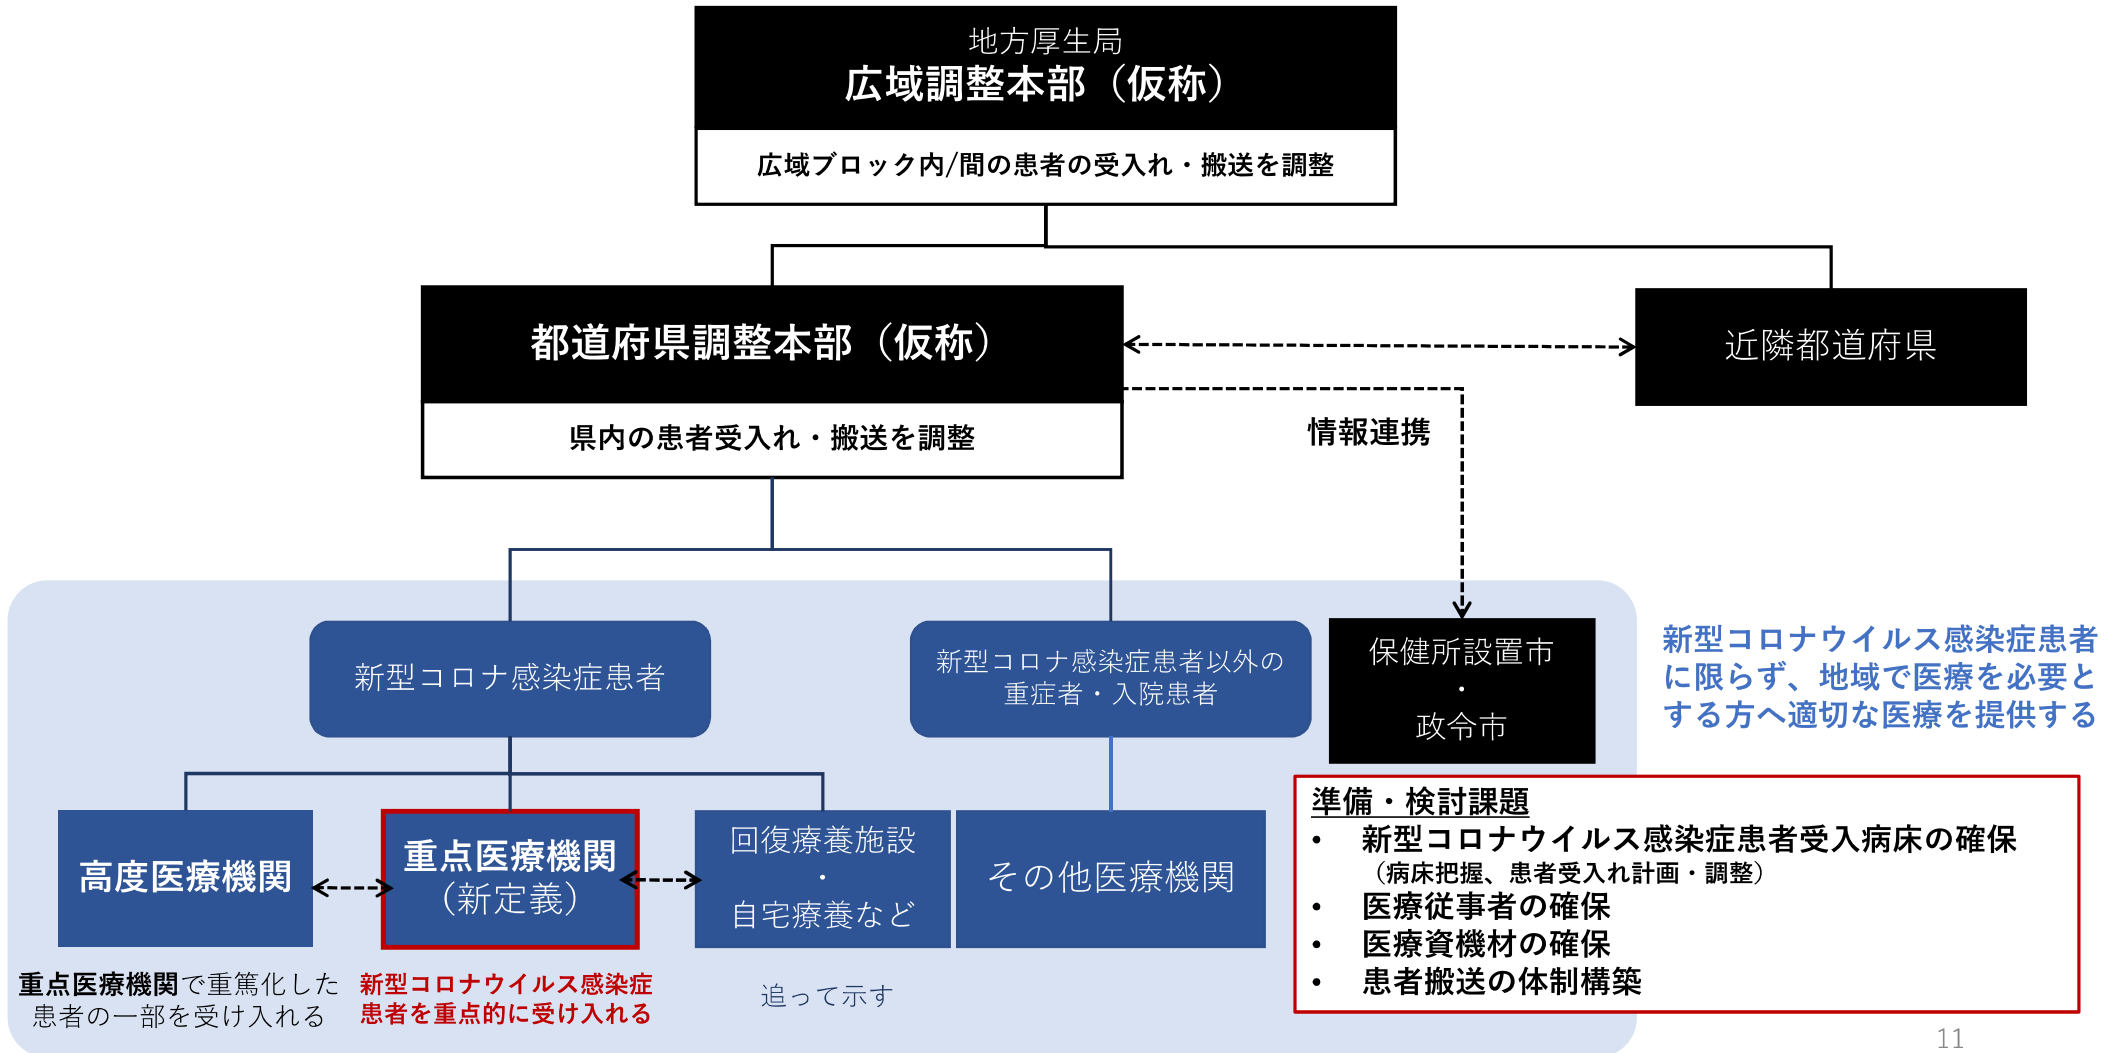 地方厚生局
広域調整本部（仮称）
広域ブロック内/間の患者の受入れ・搬送を調整
都道府県調整本部（仮称）
県内の患者受入れ・搬送を調整
近隣都道府県
情報連携
新型コロナ感染症患者
新型コロナ感染症患者以外の
重症者・入院患者
保健所設置市
・
政令市
新型コロナウイルス感染症患者
に限らず、地域で医療を必要と
する方へ適切な医療を提供する
高度医療機関
重点医療機関
（新定義）
回復療養施設
・
自宅療養など
その他医療機関
重点医療機関で重篤化した
患者の一部を受け入れる
新型コロナウイルス感染症
患者を重点的に受け入れる
追って示す
準備・検討課題
• 新型コロナウイルス感染症患者受入病床の確保
（病床把握、患者受入れ計画・調整）
• 医療従事者の確保
• 医療資機材の確保
• 患者搬送の体制構築
11